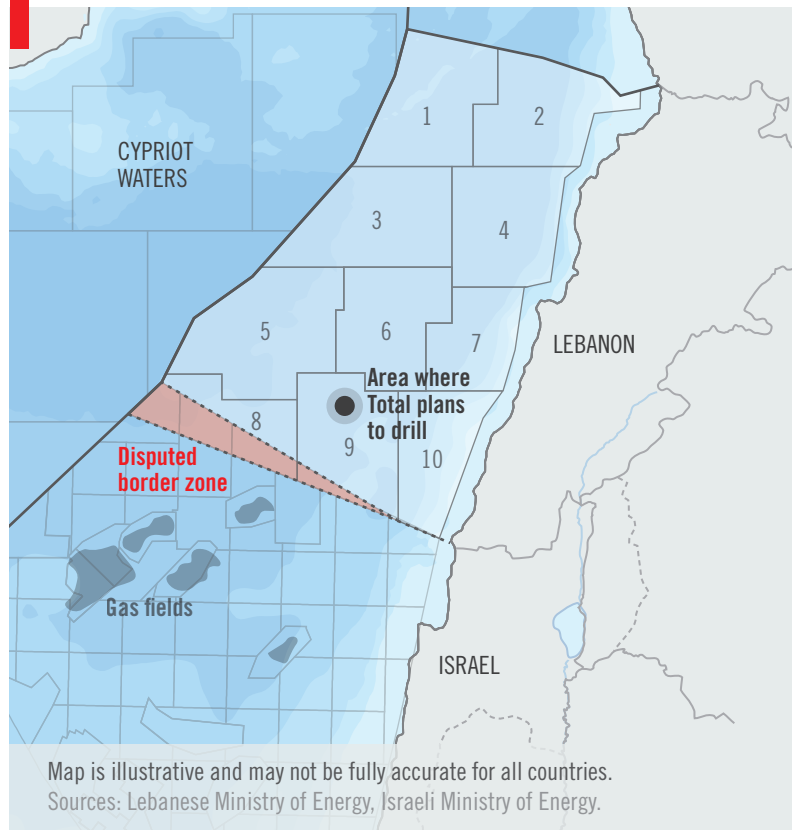 1
2
CYPRIOT
WATERS
3
4
5
6
7
LEBANON
Area where
Total plans
to drill
8
9
10
Disputed
border zone
Gas fields
ISRAEL
Map is illustrative and may not be fully accurate for all countries.
Sources: Lebanese Ministry of Energy, Israeli Ministry of Energy.